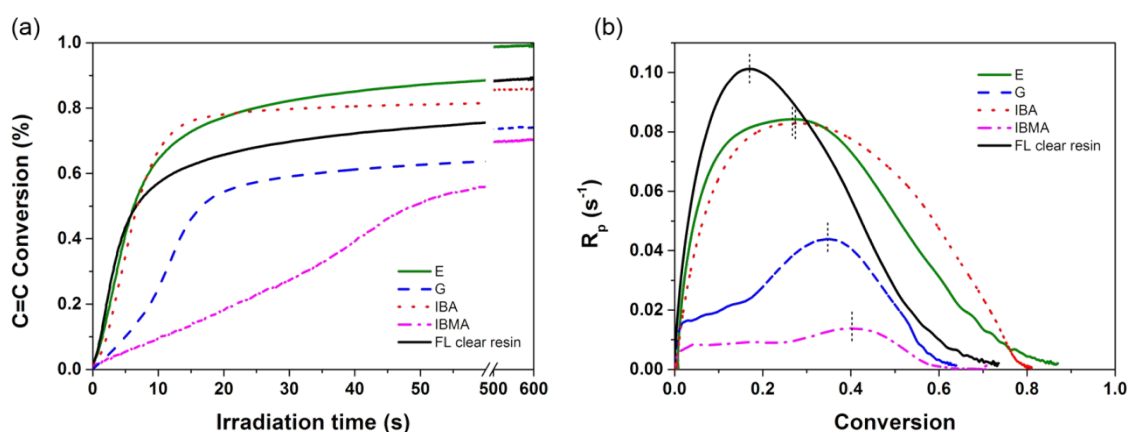 (a)
C=C Conversion (%)
1.0
0.8
0.6
0.4
0.2
0.0
E
G
IBA
IBMA
FL clear resin
0 10 20 30 40 50 600
Irradiation time (s)
(b)
Rp (s-1)
0.10
0.08
0.06
0.04
0.02
0.00
E
G
IBA
IBMA
FL clear resin
0.0 0.2 0.4 0.6 0.8 1.0
Conversion